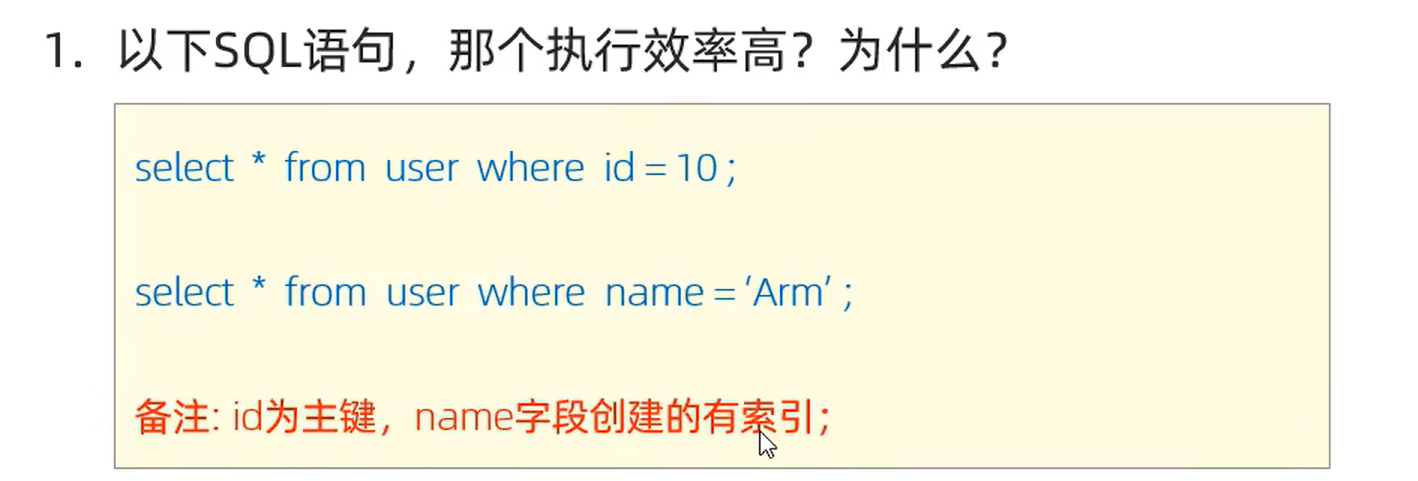 1. 以下SQL语句，那个执行效率高？为什么？
select * from user where id = 10 ;
select * from user where name = ‘Arm’ ;
备注: id为主键，name字段创建的有索引；